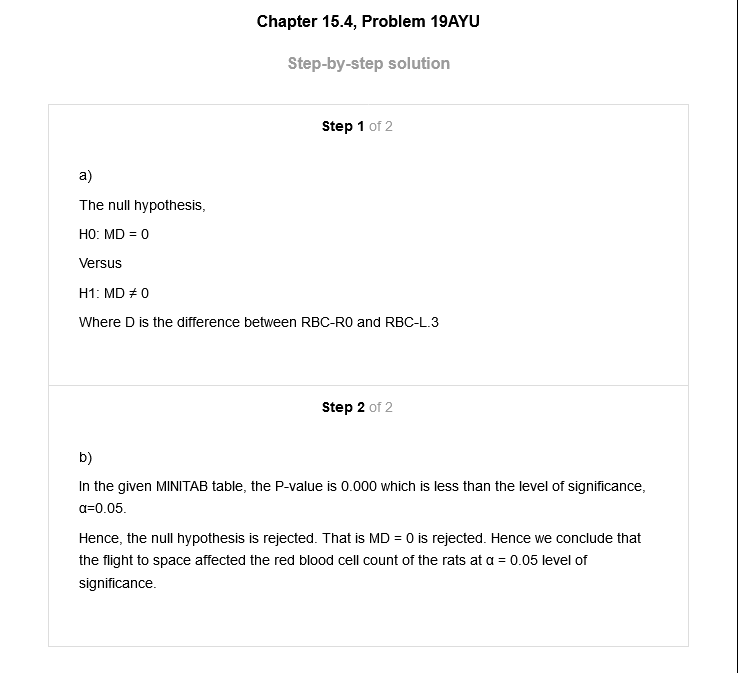 Chapter 15.4, Problem 19AYU
Step-by-step solution
Step 1 of 2
a)
The null hypothesis,
H0: MD = 0
Versus
H1: MD ≠ 0
Where D is the difference between RBC-R0 and RBC-L.3
Step 2 of 2
b)
In the given MINITAB table, the P-value is 0.000 which is less than the level of significance,
α=0.05.
Hence, the null hypothesis is rejected. That is MD = 0 is rejected. Hence we conclude that
the flight to space affected the red blood cell count of the rats at α = 0.05 level of
significance.